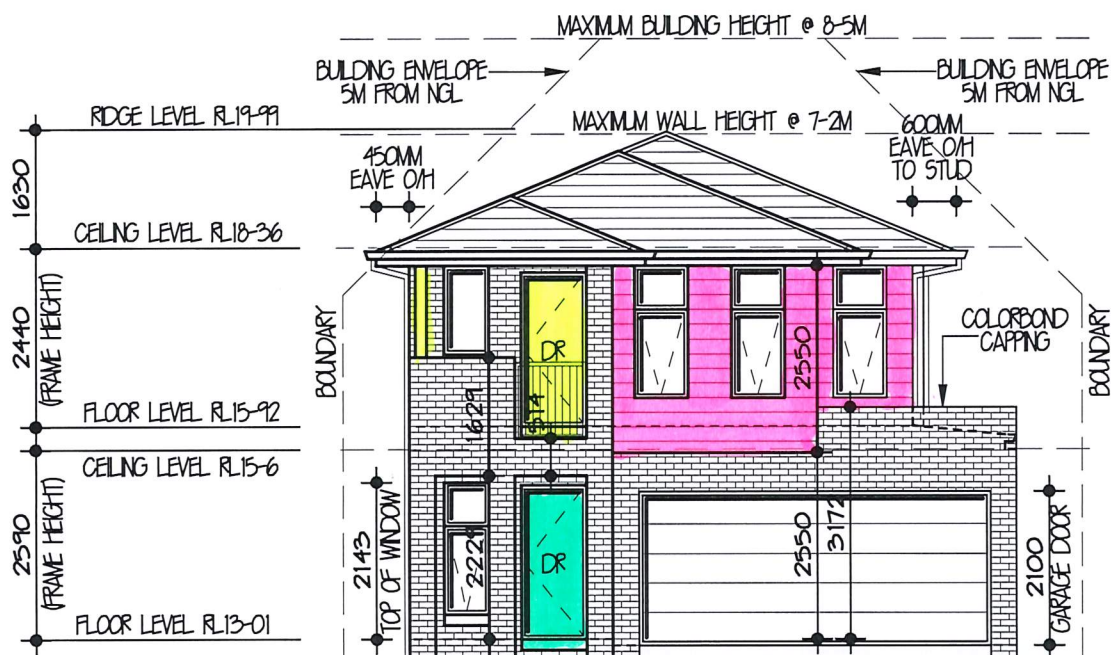 MAXIMUM BUILDING HEIGHT @ 8-5M
BUILDING ENVELOPE
5M FROM NGL
BUILDING ENVELOPE
5M FROM NGL
RIDGE LEVEL RL19-99
MAXIMUM WALL HEIGHT @ 7-2M
600MM
EAVE O/H
TO STUD
450MM
EAVE O/H
1630
CEILING LEVEL RL18-36
2440
(FRAME HEIGHT)
BOUNDARY
DR
2550
COLORBOND
CAPPING
BOUNDARY
1629
514
FLOOR LEVEL RL15-92
CEILING LEVEL RL15-6
2590
(FRAME HEIGHT)
2143
TOP OF WINDOW
2229
DR
2550
3172
2100
GARAGE DOOR
FLOOR LEVEL RL13-01